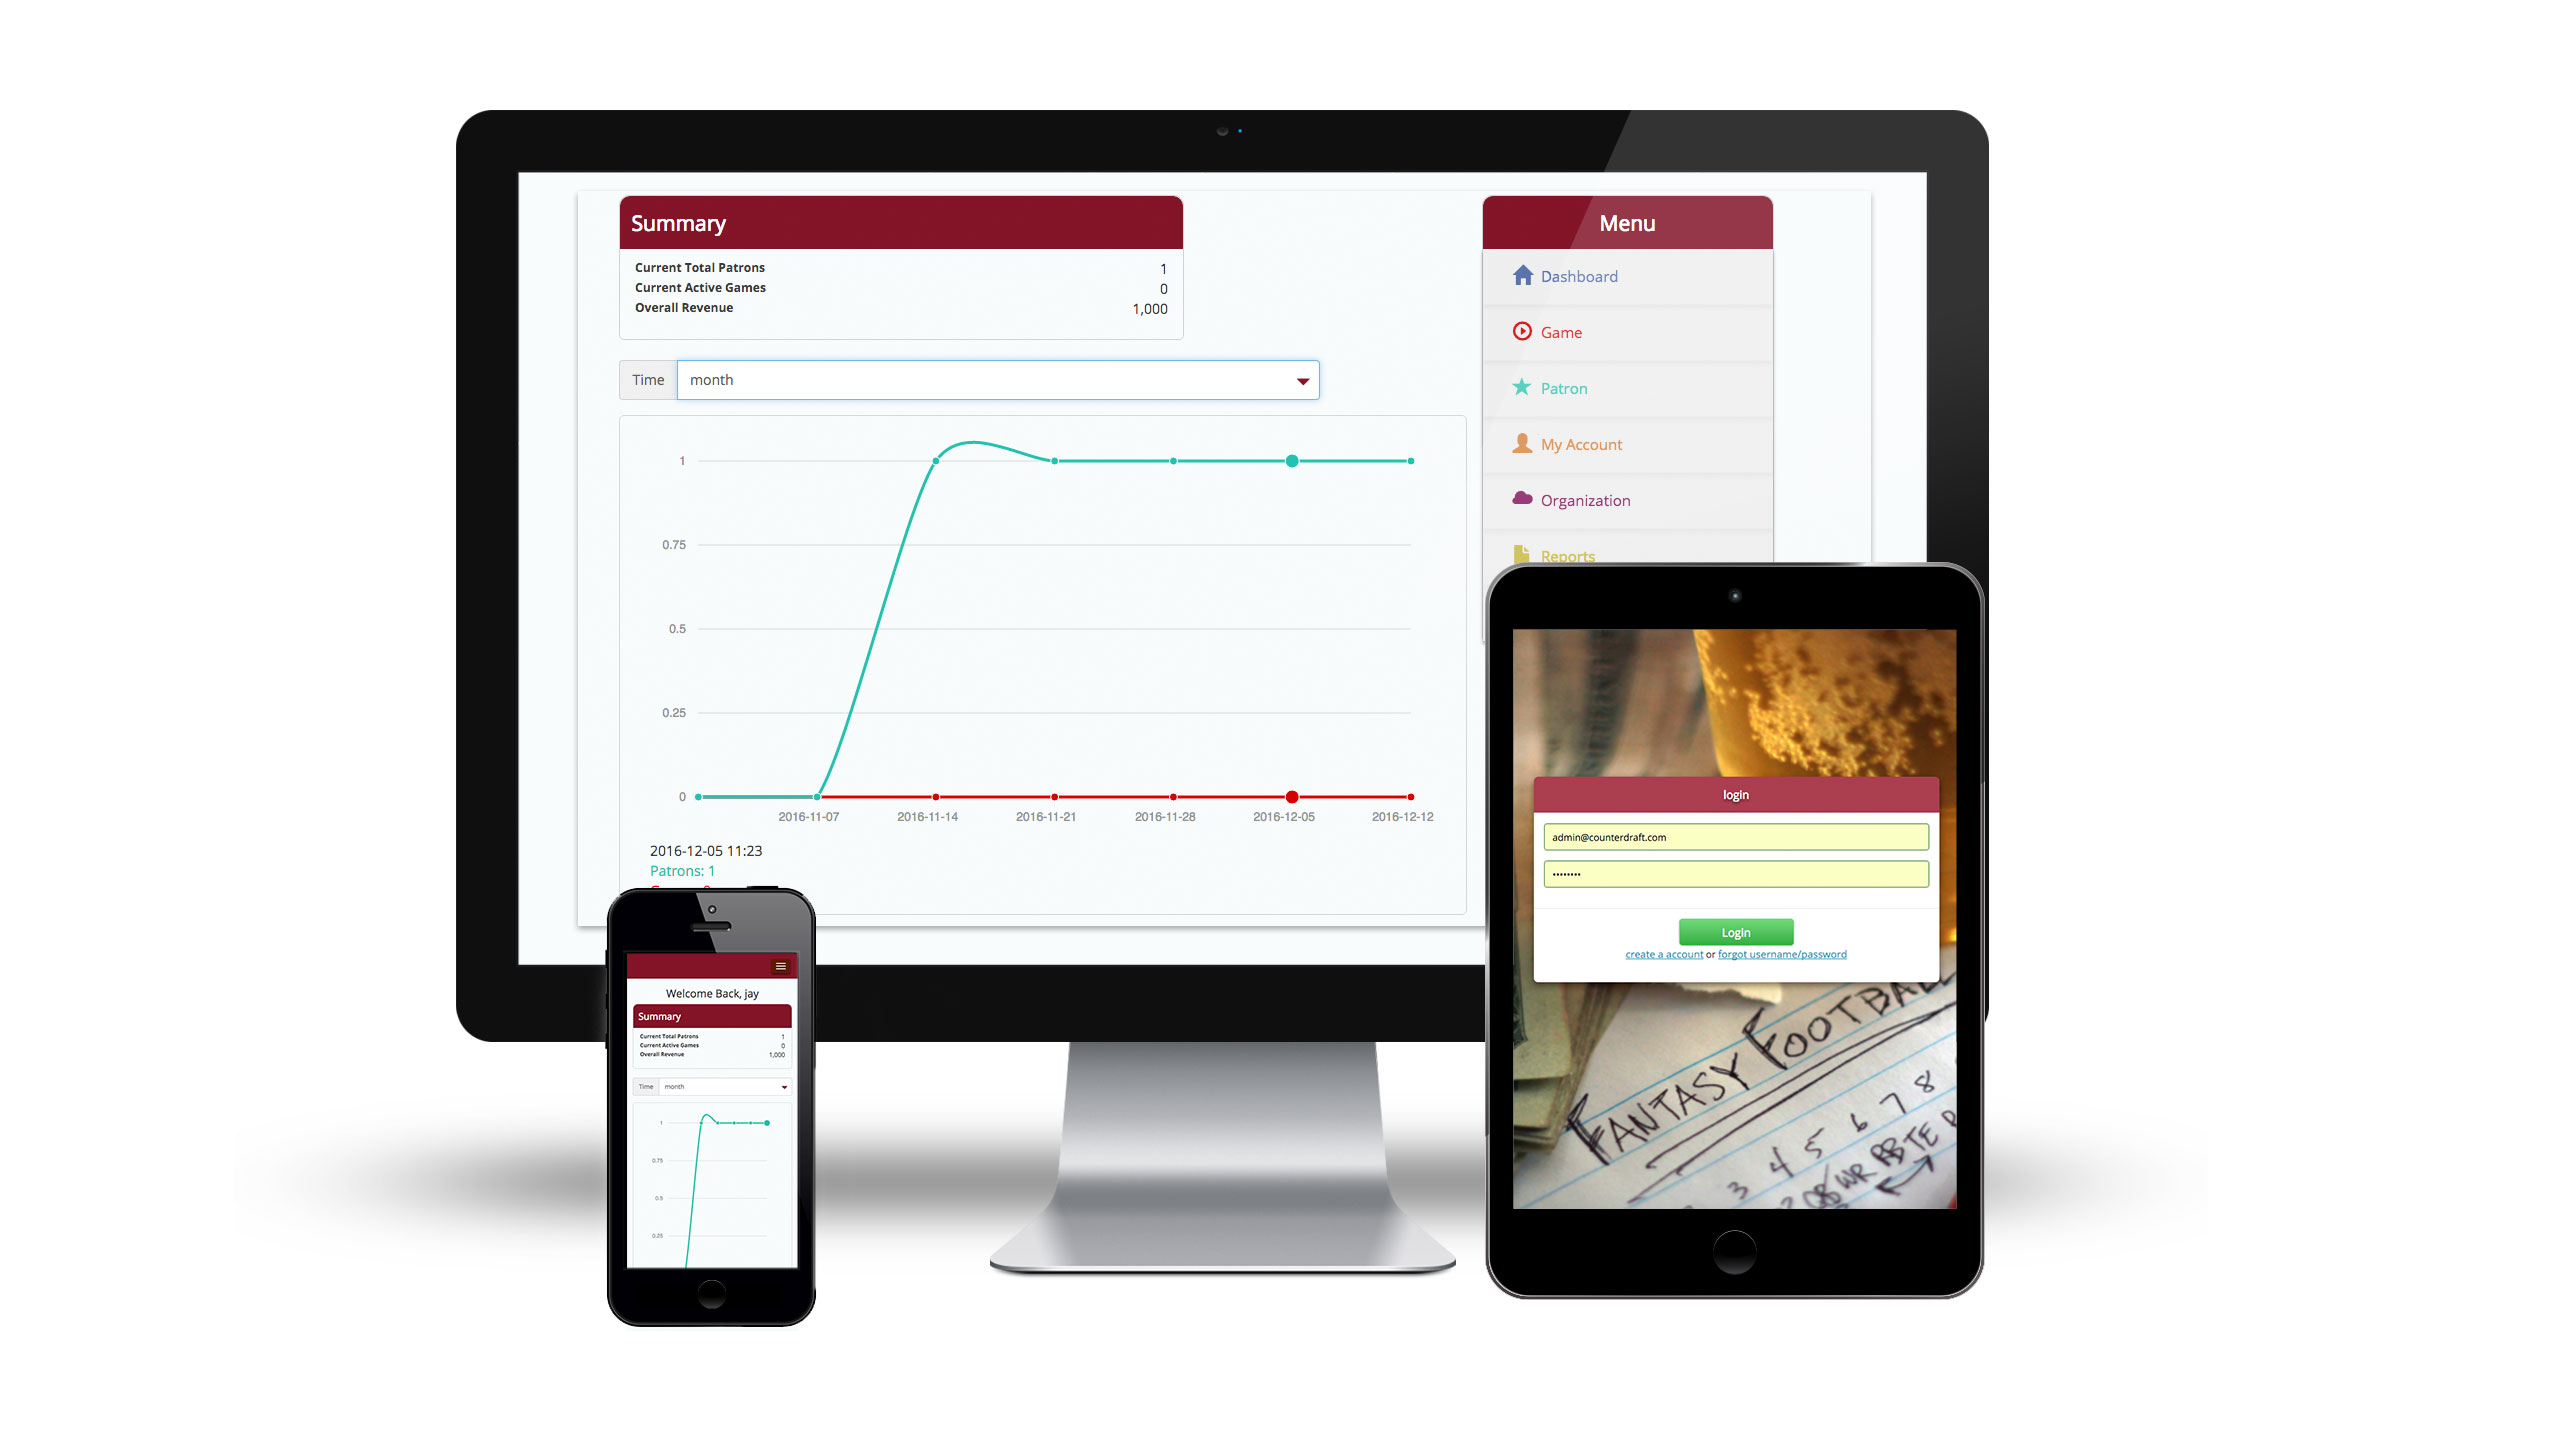 Summary
Current Total Patrons 1
Current Active Games 0
Overall Revenue 1,000
Time month
1
0.75
0.5
0.25
0
2016-11-07 2016-11-14 2016-11-21 2016-11-28 2016-12-05 2016-12-12
2016-12-05 11:23
Patrons: 1
Menu
Dashboard
Game
Patron
My Account
Organization
Reports
Welcome Back, jay
Summary
Current Total Patrons 1
Current Active Games 0
Overall Revenue 1,000
Time month
1
0.75
0.5
0.25
login
admin@counterdraft.com
••••••••
Login
create a account or forgot username/password
FANTASY FOOTBAL
3 4 5 6 7 8
WR RB TE